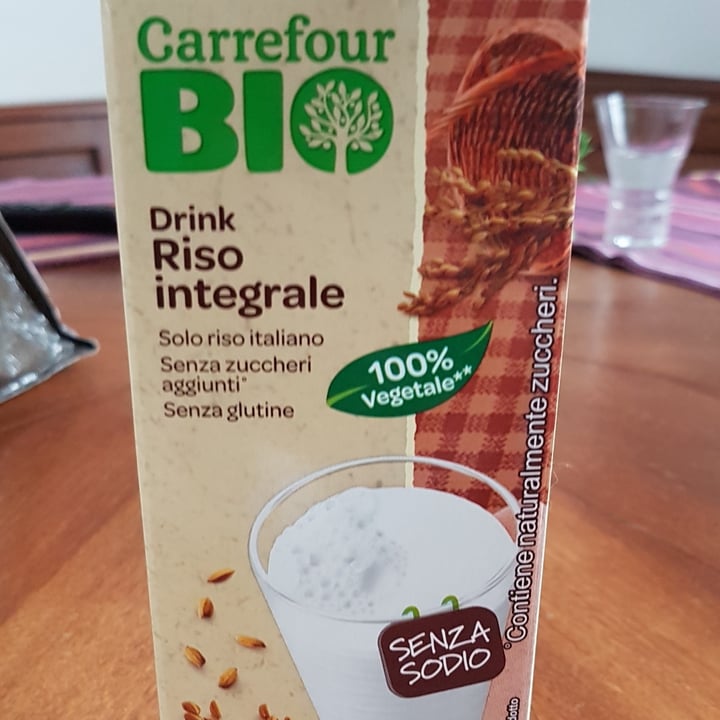 Carrefour
BIO
Drink
Riso
integrale
Solo riso italiano
Senza zuccheri
aggiunti°
Senza glutine
100%
Vegetale**
SENZA
SODIO
°Contiene naturalmente zuccheri.